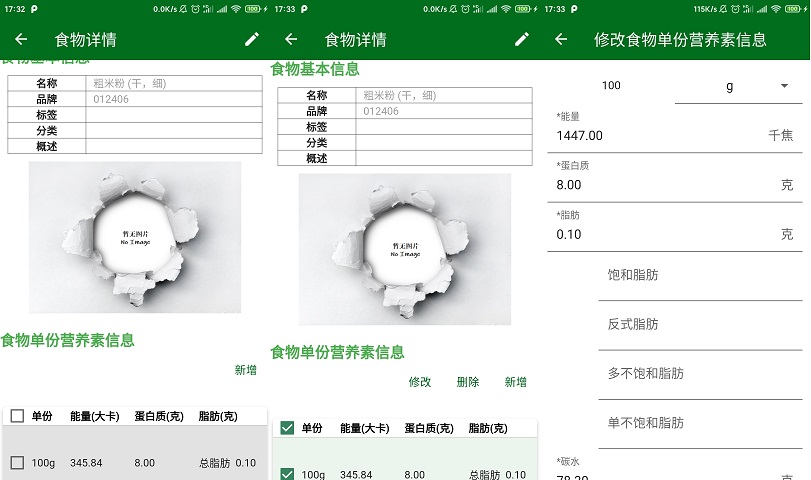 17:32 P 0.0K/s 100
食物详情
食物基本信息
名称 粗米粉 (干，细)
品牌 012406
标签
分类
概述
暂无图片
No Image
食物单份营养素信息
新增
单份 能量(大卡) 蛋白质(克) 脂肪(克)
100g 345.84 8.00 总脂肪 0.10
17:33 P 0.0K/s 100
食物详情
食物基本信息
名称 粗米粉 (干，细)
品牌 012406
标签
分类
概述
暂无图片
No Image
食物单份营养素信息
修改 删除 新增
单份 能量(大卡) 蛋白质(克) 脂肪(克)
100g 345.84 8.00 总脂肪 0.10
17:33 P 115K/s 100
修改食物单份营养素信息
100 g
*能量
1447.00 千焦
*蛋白质
8.00 克
*脂肪
0.10 克
饱和脂肪
反式脂肪
多不饱和脂肪
单不饱和脂肪
*碳水
78.20 克